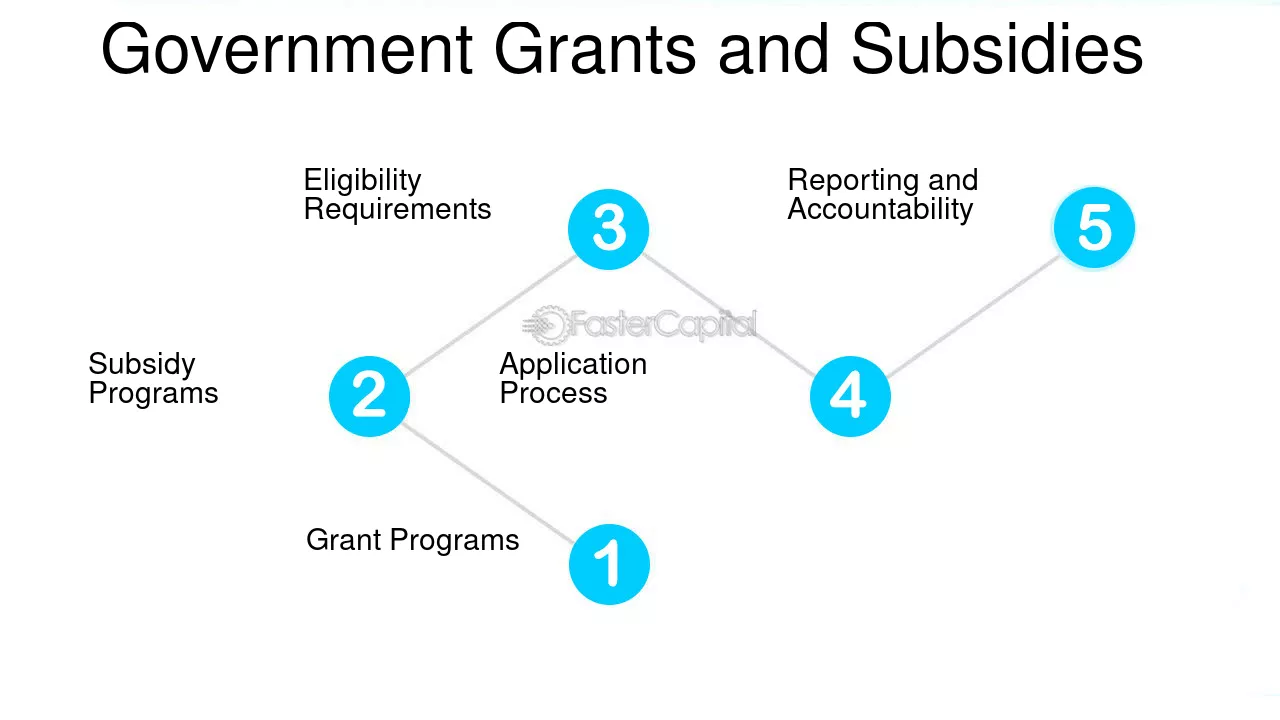 Government Grants and Subsidies
Eligibility
Requirements
3
Reporting and
Accountability
5
FasterCapital
Subsidy
Programs
2
Application
Process
4
Grant Programs
1